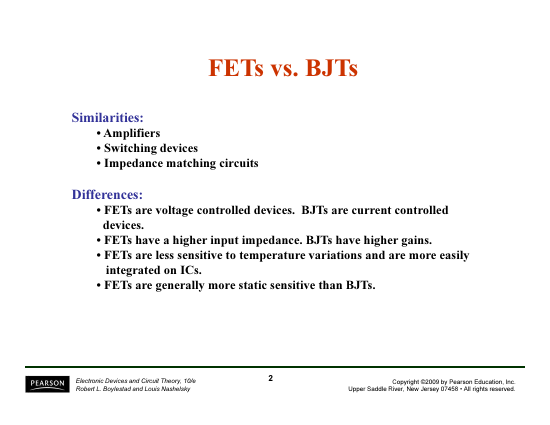 FETs vs. BJTs
Similarities:
• Amplifiers
• Switching devices
• Impedance matching circuits
Differences:
• FETs are voltage controlled devices. BJTs are current controlled
devices.
• FETs have a higher input impedance. BJTs have higher gains.
• FETs are less sensitive to temperature variations and are more easily
integrated on ICs.
• FETs are generally more static sensitive than BJTs.
PEARSON
Electronic Devices and Circuit Theory, 10/e
Robert L. Boylestad and Louis Nashelsky
2
Copyright ©2009 by Pearson Education, Inc.
Upper Saddle River, New Jersey 07458 • All rights reserved.